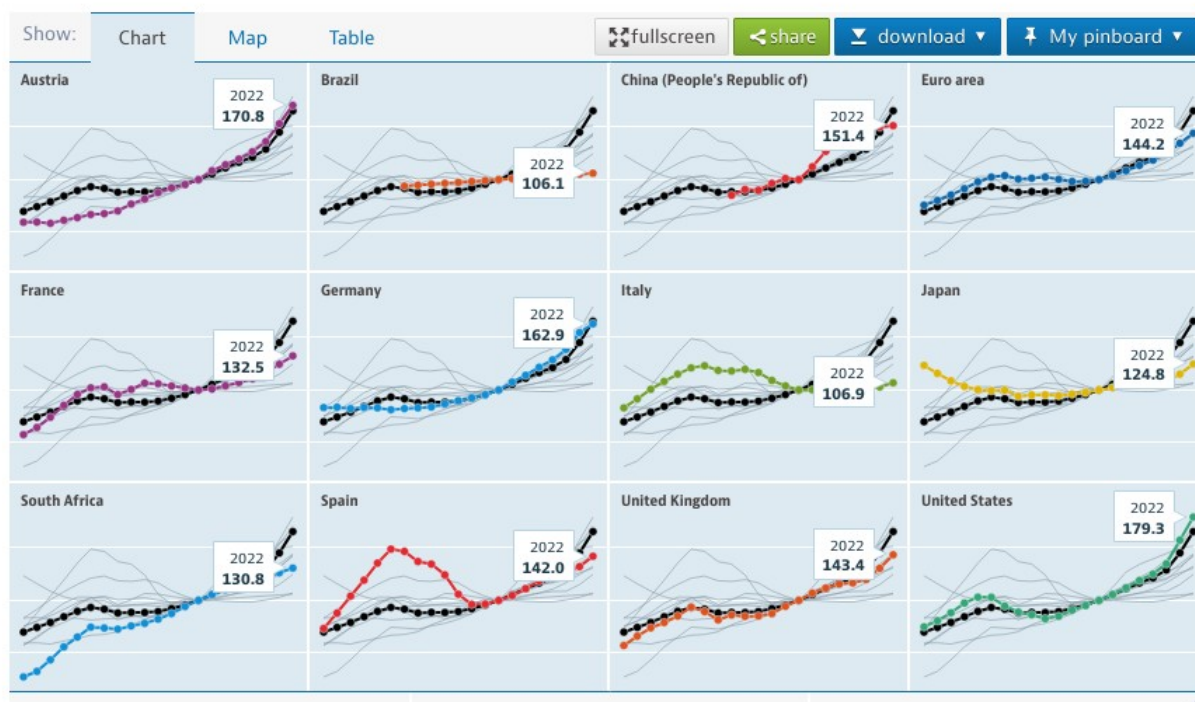 Show:
Chart
Map
Table
fullscreen
share
download
My pinboard
Austria
2022
170.8
Brazil
2022
106.1
China (People's Republic of)
2022
151.4
Euro area
2022
144.2
France
2022
132.5
Germany
2022
162.9
Italy
2022
106.9
Japan
2022
124.8
South Africa
2022
130.8
Spain
2022
142.0
United Kingdom
2022
143.4
United States
2022
179.3